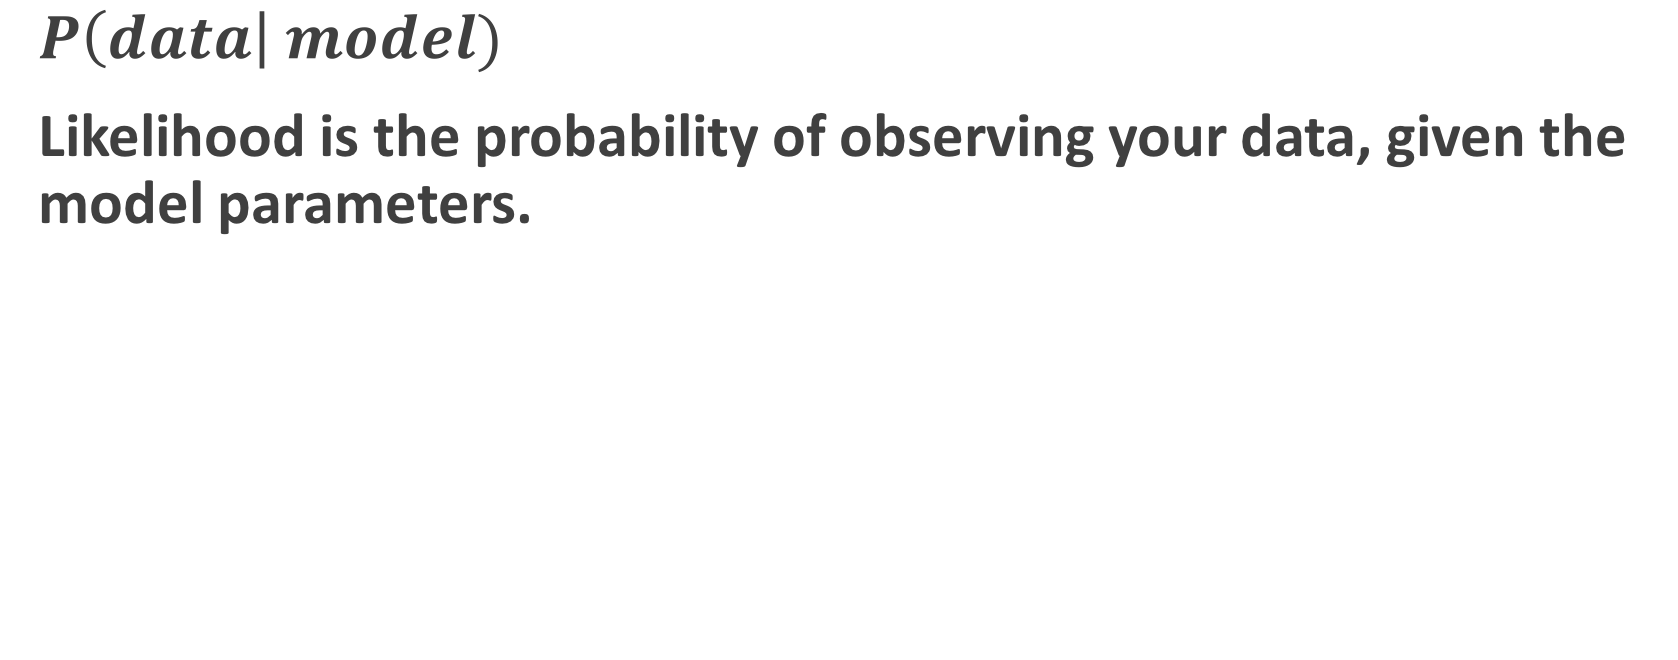 P(data| model)
Likelihood is the probability of observing your data, given the
model parameters.